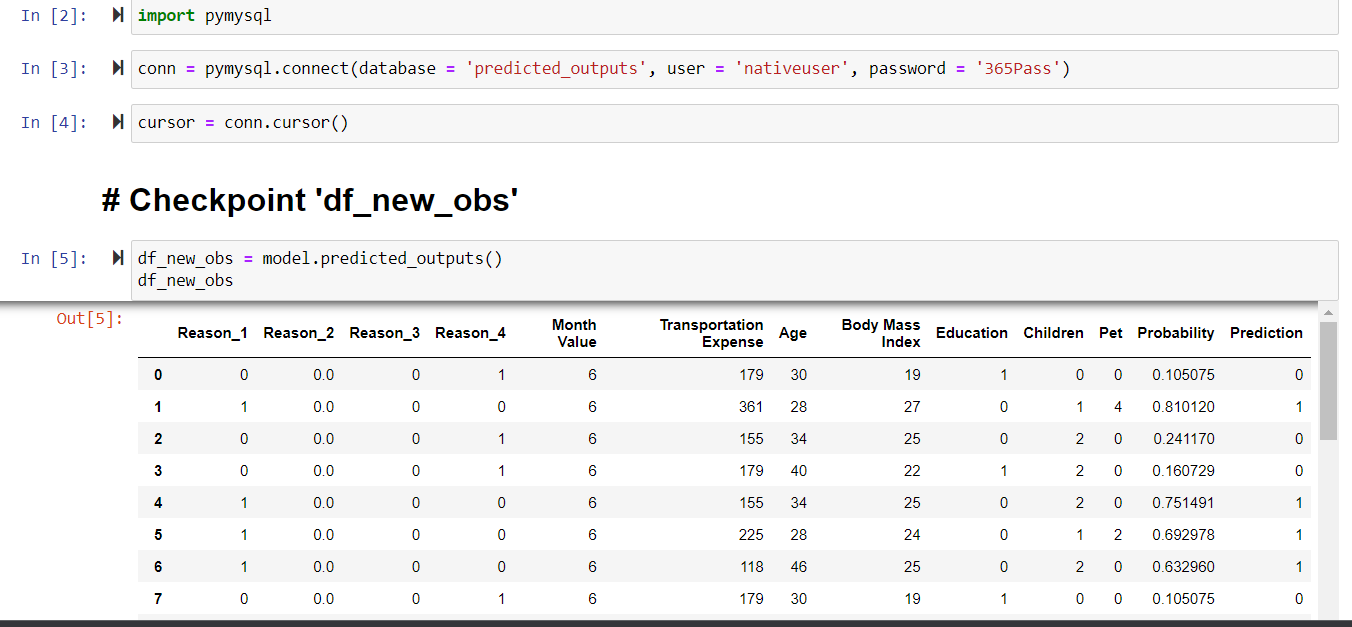 In [2]: import pymysql
In [3]: conn = pymysql.connect(database = 'predicted_outputs', user = 'nativeuser', password = '365Pass')
In [4]: cursor = conn.cursor()
# Checkpoint 'df_new_obs'
In [5]: df_new_obs = model.predicted_outputs()
df_new_obs
Out[5]:
Reason_1 Reason_2 Reason_3 Reason_4 Month Value Transportation Expense Age Body Mass Index Education Children Pet Probability Prediction
0 0 0.0 0 1 6 179 30 19 1 0 0 0.105075 0
1 1 0.0 0 0 6 361 28 27 0 1 4 0.810120 1
2 0 0.0 0 1 6 155 34 25 0 2 0 0.241170 0
3 0 0.0 0 1 6 179 40 22 1 2 0 0.160729 0
4 1 0.0 0 0 6 155 34 25 0 2 0 0.751491 1
5 1 0.0 0 0 6 225 28 24 0 1 2 0.692978 1
6 1 0.0 0 0 6 118 46 25 0 2 0 0.632960 1
7 0 0.0 0 1 6 179 30 19 1 0 0 0.105075 0